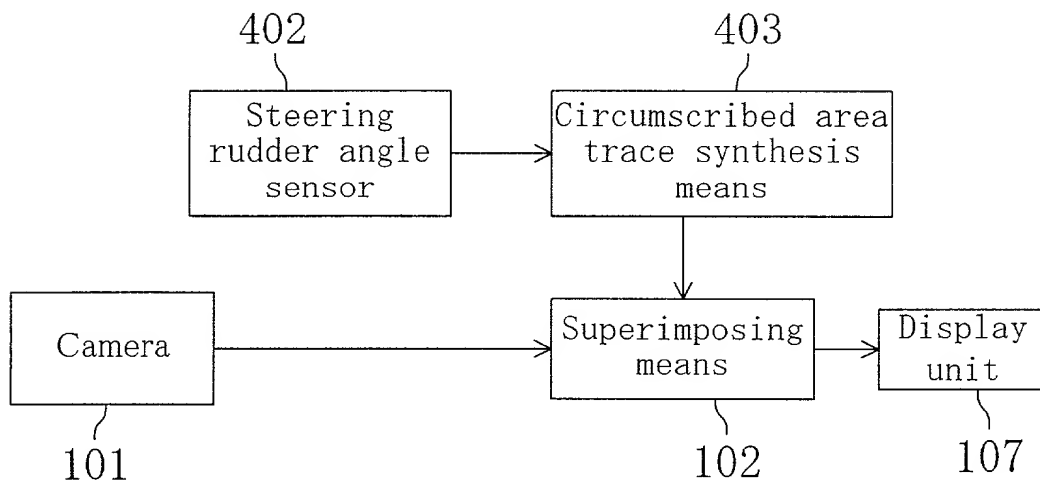 402
403
Steering
rudder angle
sensor
Circumscribed area
trace synthesis
means
Camera
Superimposing
means
Display
unit
101
102
107